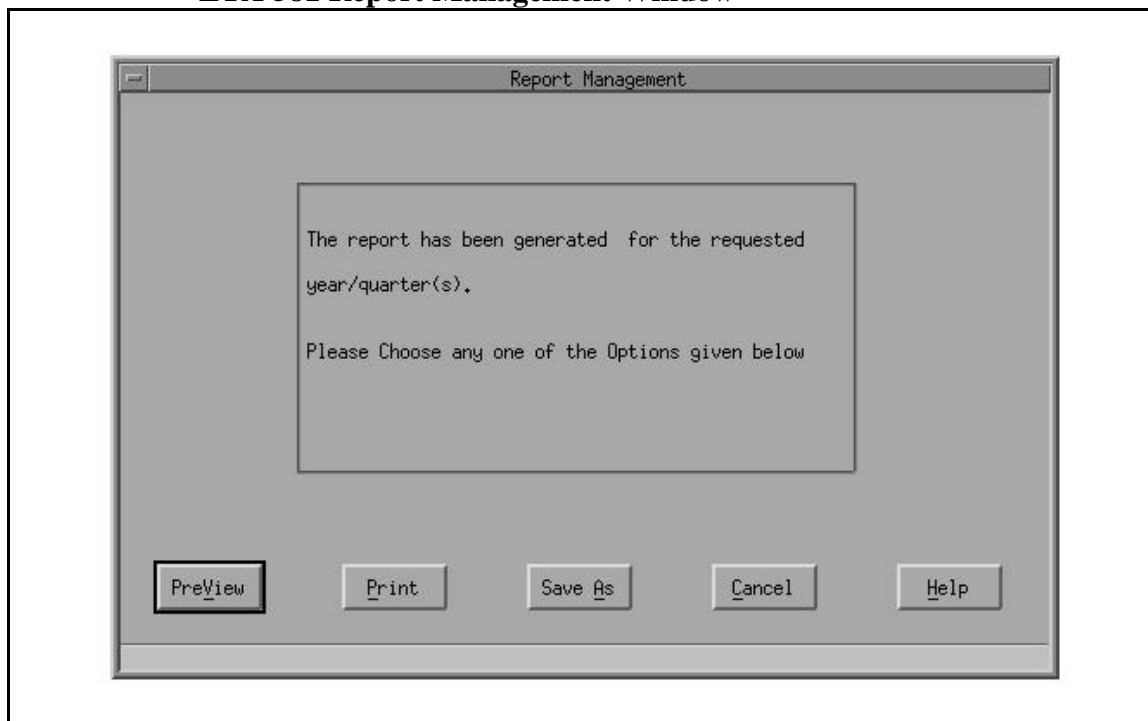 Report Management Window
Report Management
The report has been generated for the requested
year/quarter(s).
Please Choose any one of the Options given below
PreView
Print
Save As
Cancel
Help